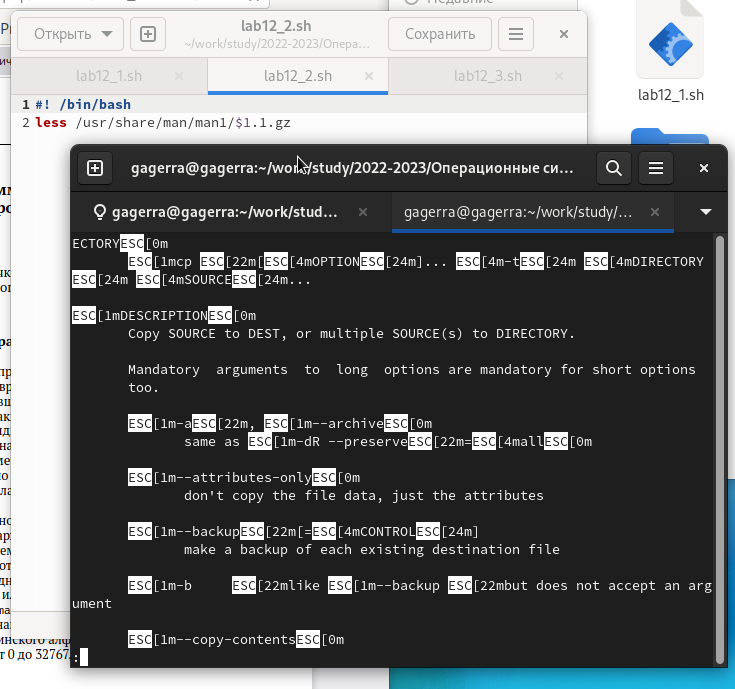 Недавние
Открыть
lab12_2.sh
~/work/study/2022-2023/Опера...
Сохранить
lab12_1.sh
lab12_2.sh
lab12_3.sh
lab12_1.sh
1 #! /bin/bash
2 less /usr/share/man/man1/$1.1.gz
gagerra@gagerra:~/work/study/2022-2023/Операционные си...
gagerra@gagerra:~/work/stud...
gagerra@gagerra:~/work/study/...
ECTORYESC[0m
ESC[1mcp ESC[22m[ESC[4mOPTIONESC[24m]... ESC[4m-tESC[24m ESC[4mDIRECTORY
ESC[24m ESC[4mSOURCEESC[24m...
ESC[1mDESCRIPTIONESC[0m
Copy SOURCE to DEST, or multiple SOURCE(s) to DIRECTORY.
Mandatory arguments to long options are mandatory for short options
too.
ESC[1m-aESC[22m, ESC[1m--archiveESC[0m
same as ESC[1m-dR --preserveESC[22m=ESC[4mallESC[0m
ESC[1m--attributes-onlyESC[0m
don't copy the file data, just the attributes
ESC[1m--backupESC[22m[=ESC[4mCONTROLESC[24m]
make a backup of each existing destination file
ESC[1m-b ESC[22mlike ESC[1m--backup ESC[22mbut does not accept an arg
ument
ESC[1m--copy-contentsESC[0m
:
т 0 до 32767